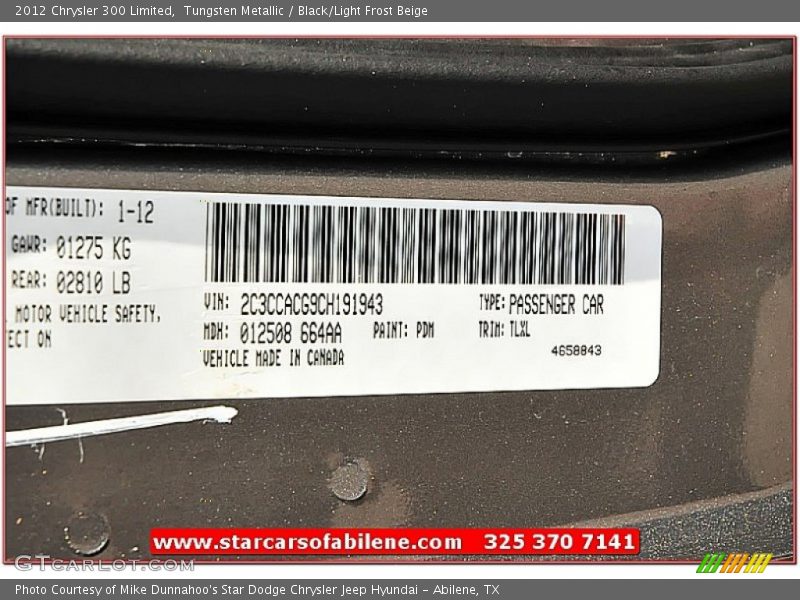 2012 Chrysler 300 Limited, Tungsten Metallic / Black/Light Frost Beige
OF MFR(BUILT): 1-12
GAWR: 01275 KG
REAR: 02810 LB
MOTOR VEHICLE SAFETY,
ECT ON
VIN: 2C3CCACG9CH191943
TYPE: PASSENGER CAR
MDH: 012508 664AA
PAINT: PDM
TRIM: TLXL
VEHICLE MADE IN CANADA
4658843
www.starcarsofabilene.com 325 370 7141
GTcarlot.com
Photo Courtesy of Mike Dunnahoo's Star Dodge Chrysler Jeep Hyundai - Abilene, TX